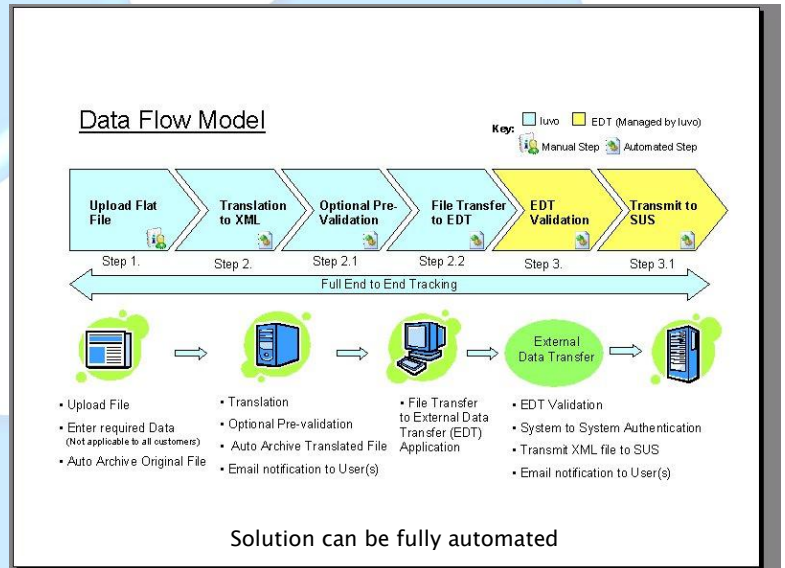 Data Flow Model
Key: Iuvo EDT (Managed by Iuvo)
Manual Step Automated Step
Upload Flat
File
Translation
to XML
Optional Pre-
Validation
File Transfer
to EDT
EDT
Validation
Transmit to
SUS
Step 1.
Step 2.
Step 2.1
Step 2.2
Step 3.
Step 3.1
Full End to End Tracking
External
Data Transfer
▪ Upload File
▪ Enter required Data
(Not applicable to all customers)
▪ Auto Archive Original File
▪ Translation
▪ Optional Pre-validation
▪ Auto Archive Translated File
▪ Email notification to User(s)
▪ File Transfer
to External Data
Transfer (EDT)
Application
▪ EDT Validation
▪ System to System Authentication
▪ Transmit XML file to SUS
▪ Email notification to User(s)
Solution can be fully automated